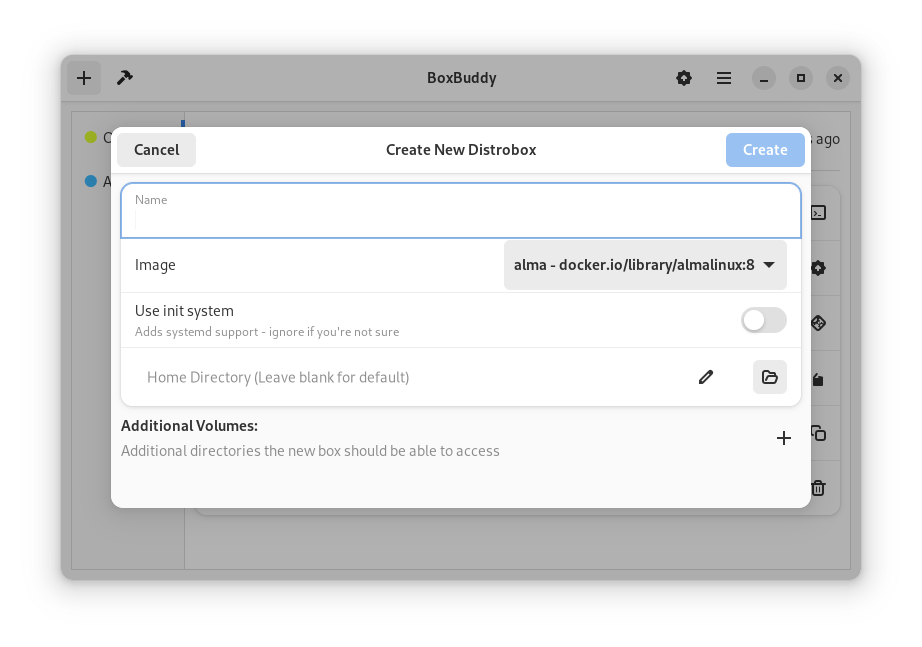 BoxBuddy
ago
Cancel
Create New Distrobox
Create
Name
Image
alma - docker.io/library/almalinux:8
Use init system
Adds systemd support - ignore if you're not sure
Home Directory (Leave blank for default)
Additional Volumes:
Additional directories the new box should be able to access